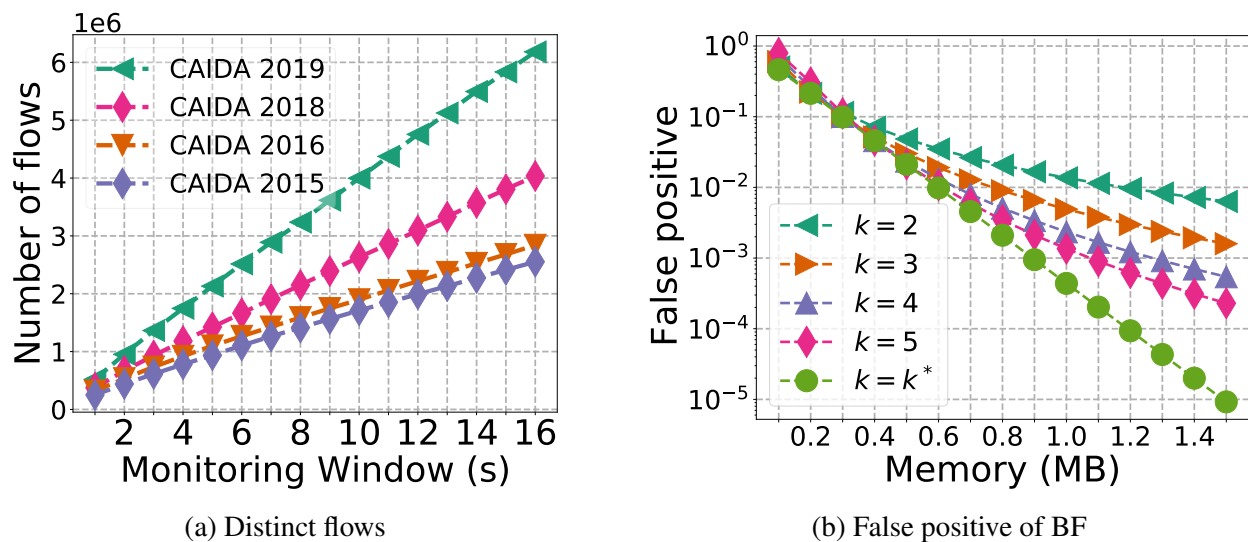 1e6
Number of flows
6
5
4
3
2
1
0
CAIDA 2019
CAIDA 2018
CAIDA 2016
CAIDA 2015
2 4 6 8 10 12 14 16
Monitoring Window (s)
(a) Distinct flows
False positive
10^0
10^-1
10^-2
10^-3
10^-4
10^-5
k = 2
k = 3
k = 4
k = 5
k = k*
0.2 0.4 0.6 0.8 1.0 1.2 1.4
Memory (MB)
(b) False positive of BF